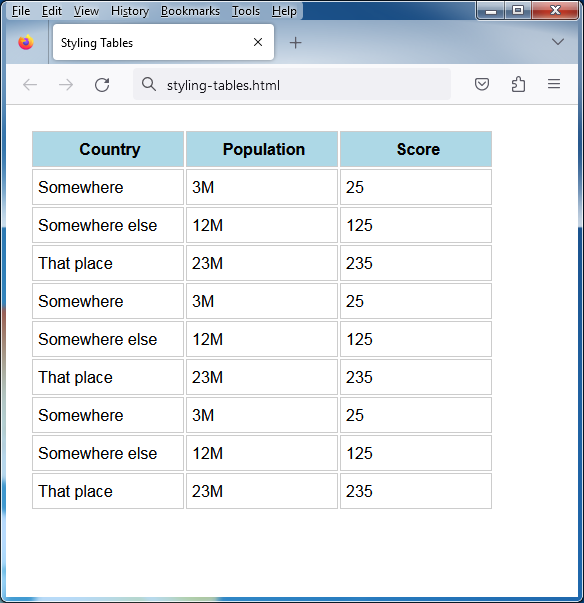 File Edit View History Bookmarks Tools Help
Styling Tables
styling-tables.html
Country Population Score
Somewhere 3M 25
Somewhere else 12M 125
That place 23M 235
Somewhere 3M 25
Somewhere else 12M 125
That place 23M 235
Somewhere 3M 25
Somewhere else 12M 125
That place 23M 235